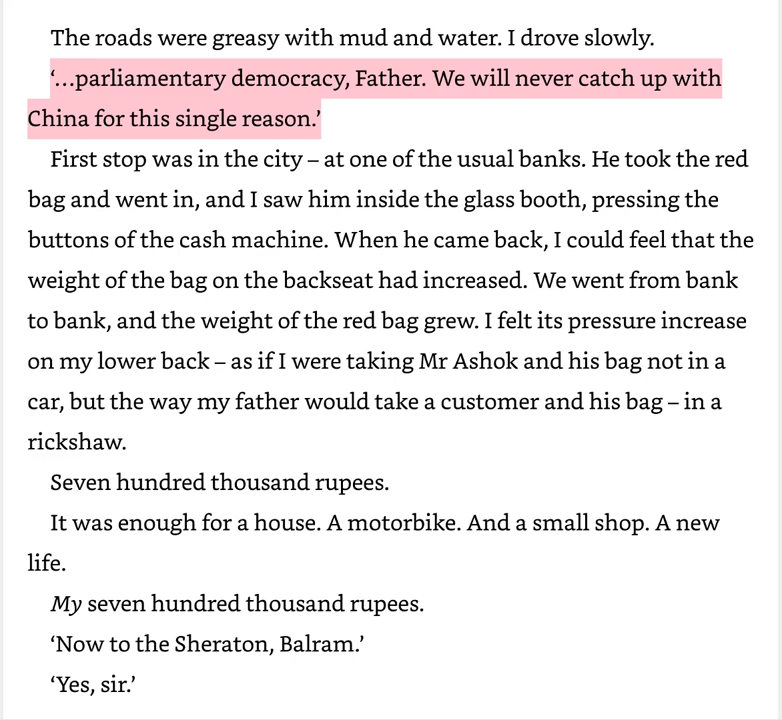 The roads were greasy with mud and water. I drove slowly.
‘…parliamentary democracy, Father. We will never catch up with
China for this single reason.’
First stop was in the city – at one of the usual banks. He took the red
bag and went in, and I saw him inside the glass booth, pressing the
buttons of the cash machine. When he came back, I could feel that the
weight of the bag on the backseat had increased. We went from bank
to bank, and the weight of the red bag grew. I felt its pressure increase
on my lower back – as if I were taking Mr Ashok and his bag not in a
car, but the way my father would take a customer and his bag – in a
rickshaw.
Seven hundred thousand rupees.
It was enough for a house. A motorbike. And a small shop. A new
life.
My seven hundred thousand rupees.
‘Now to the Sheraton, Balram.’
‘Yes, sir.’